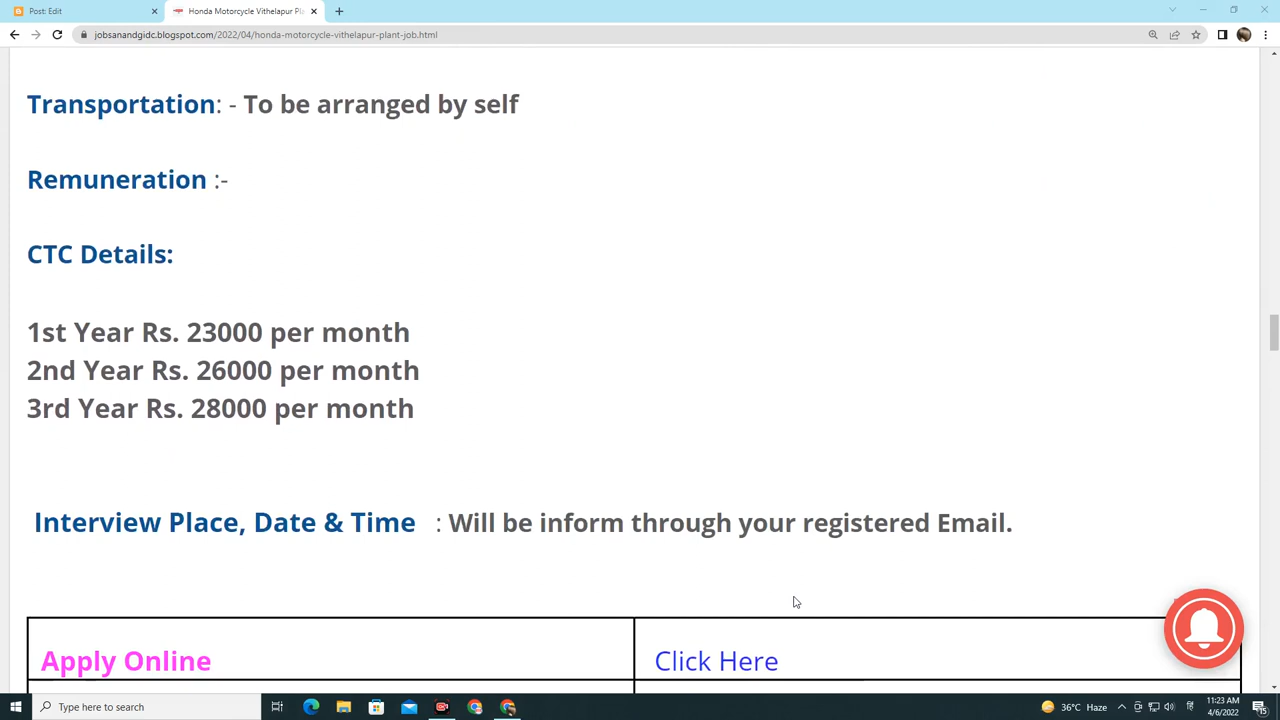 Post: Edit
Honda Motorcycle Vithelapur Pl
jobsanandgidc.blogspot.com/2022/04/honda-motorcycle-vithelapur-plant-job.html
Transportation: - To be arranged by self
Remuneration :-
CTC Details:
1st Year Rs. 23000 per month
2nd Year Rs. 26000 per month
3rd Year Rs. 28000 per month
Interview Place, Date & Time : Will be inform through your registered Email.
Apply Online
Click Here
Type here to search
36°C Haze
11:23 AM
4/6/2022
15